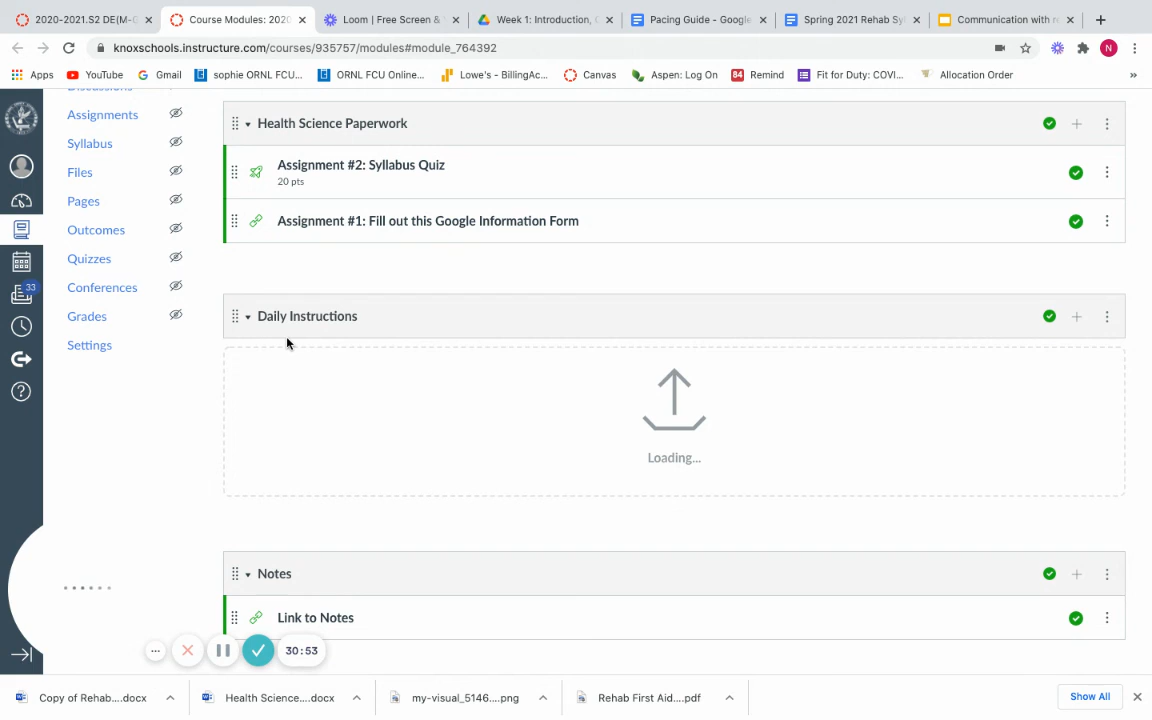 2020-2021.S2 DE(M-G
Course Modules: 2020
Loom | Free Screen &
Week 1: Introduction,
Pacing Guide - Google
Spring 2021 Rehab Sy
Communication with
knoxschools.instructure.com/courses/935757/modules#module_764392
N
Apps
YouTube
Gmail
sophie ORNL FCU...
ORNL FCU Online...
Lowe's - BillingAc...
Canvas
Aspen: Log On
84 Remind
Fit for Duty: COVI...
Allocation Order
»
Discussions
Assignments
Syllabus
Files
Pages
Outcomes
Quizzes
Conferences
Grades
Settings
33
Health Science Paperwork
Assignment #2: Syllabus Quiz
20 pts
Assignment #1: Fill out this Google Information Form
Daily Instructions
Loading...
Notes
Link to Notes
30:53
Copy of Rehab....docx
Health Science....docx
my-visual_5146....png
Rehab First Aid....pdf
Show All